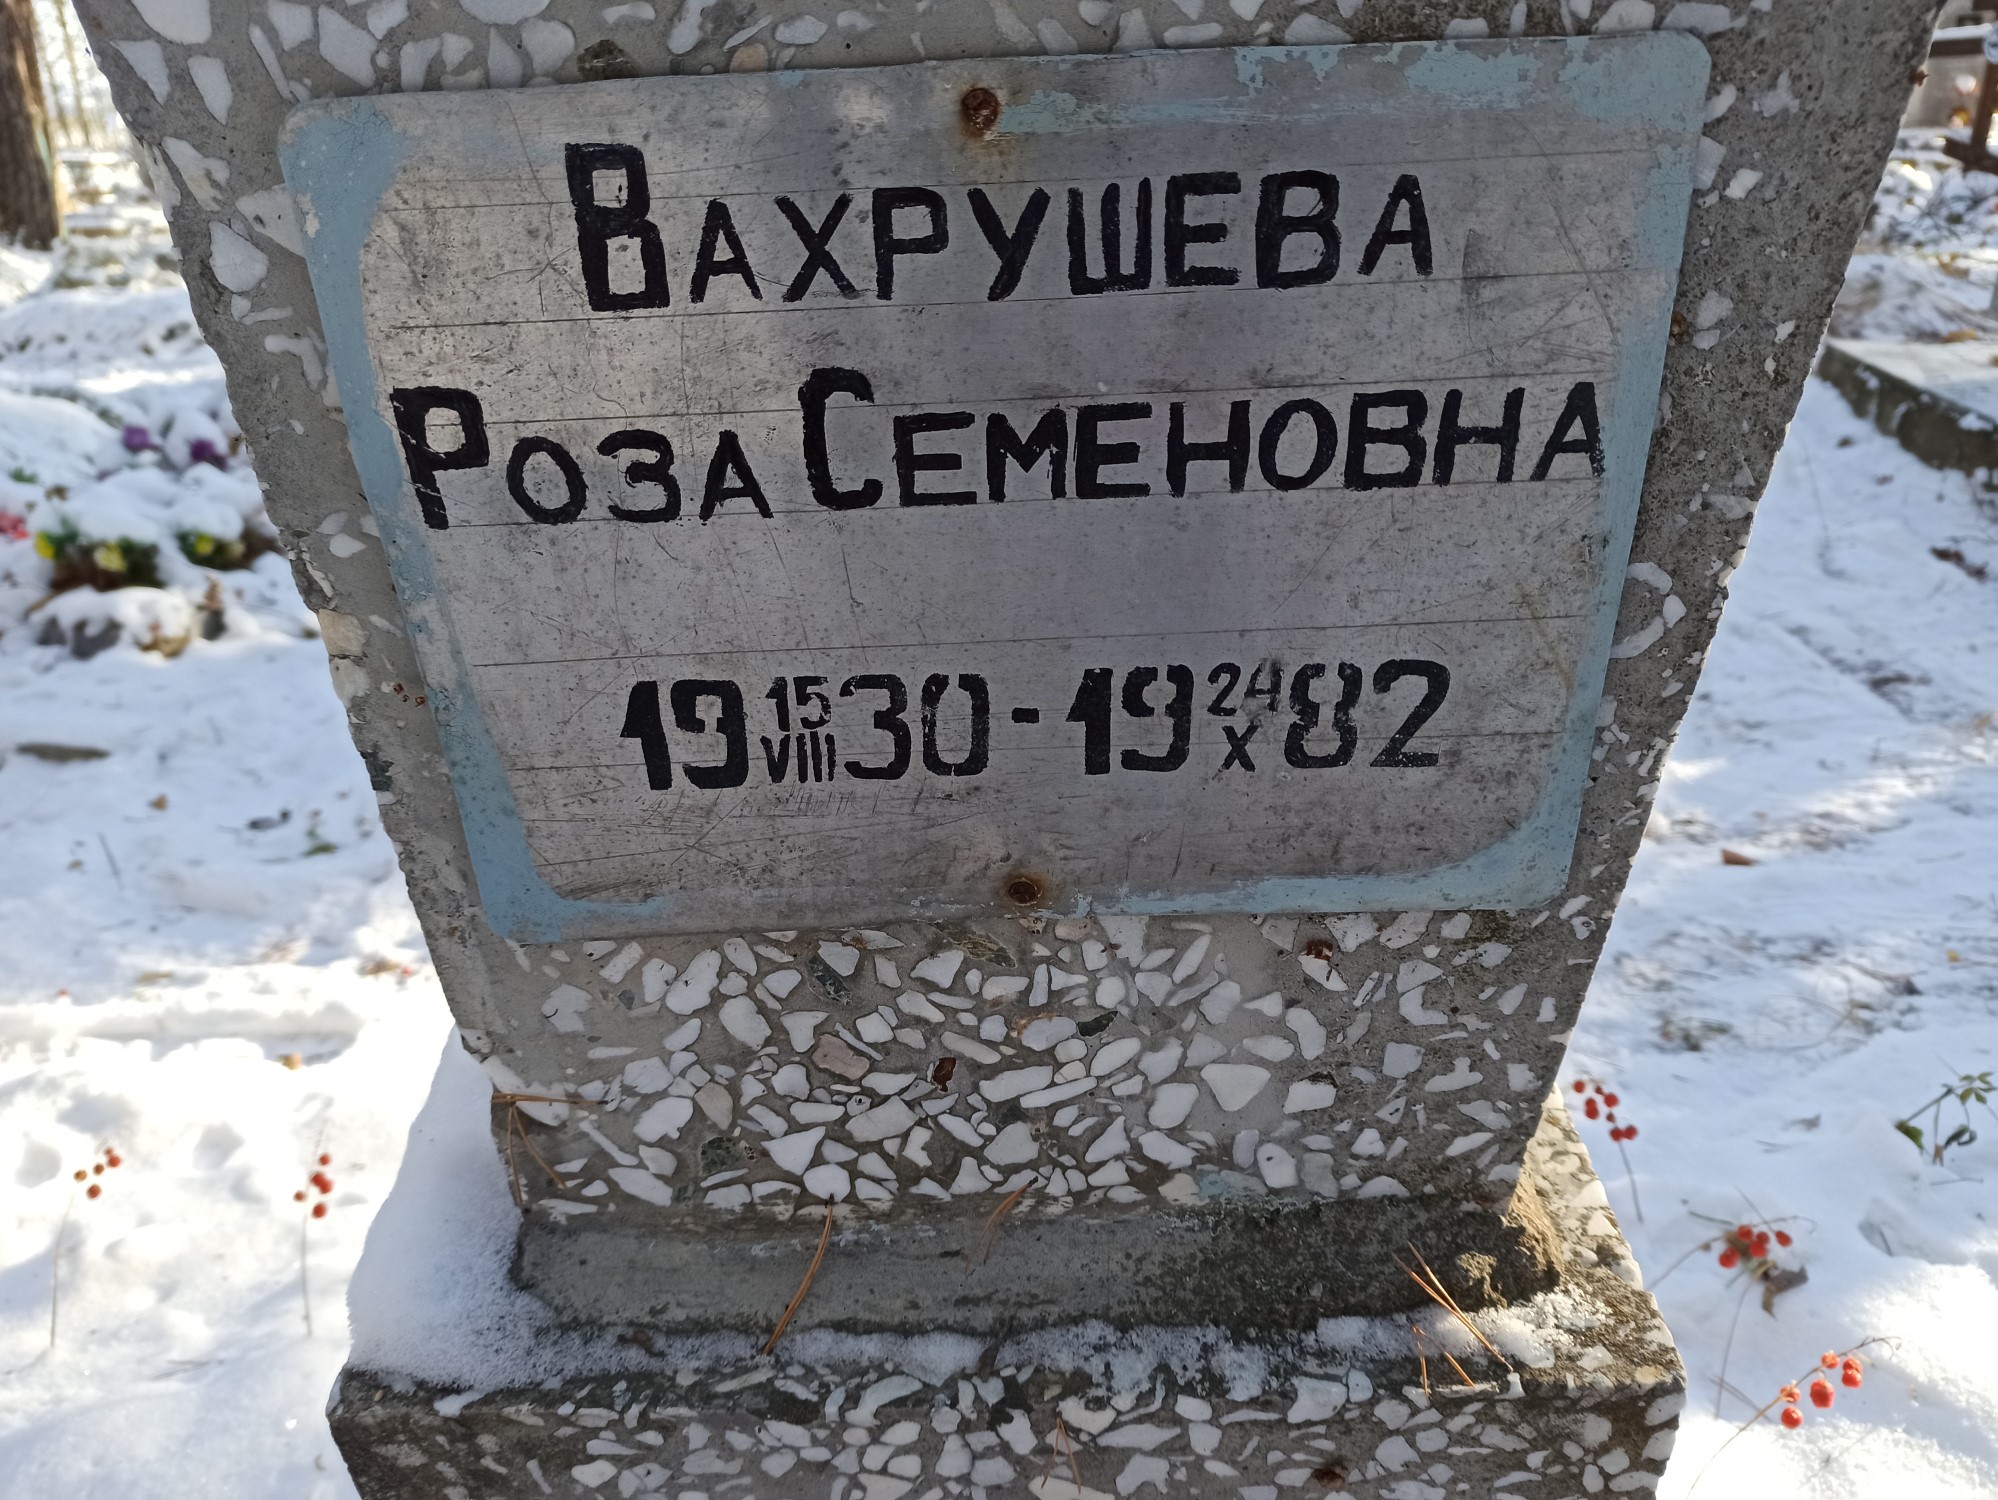 Вахрушева
Роза Семеновна
19 15/VIII 30 - 19 24/X 82